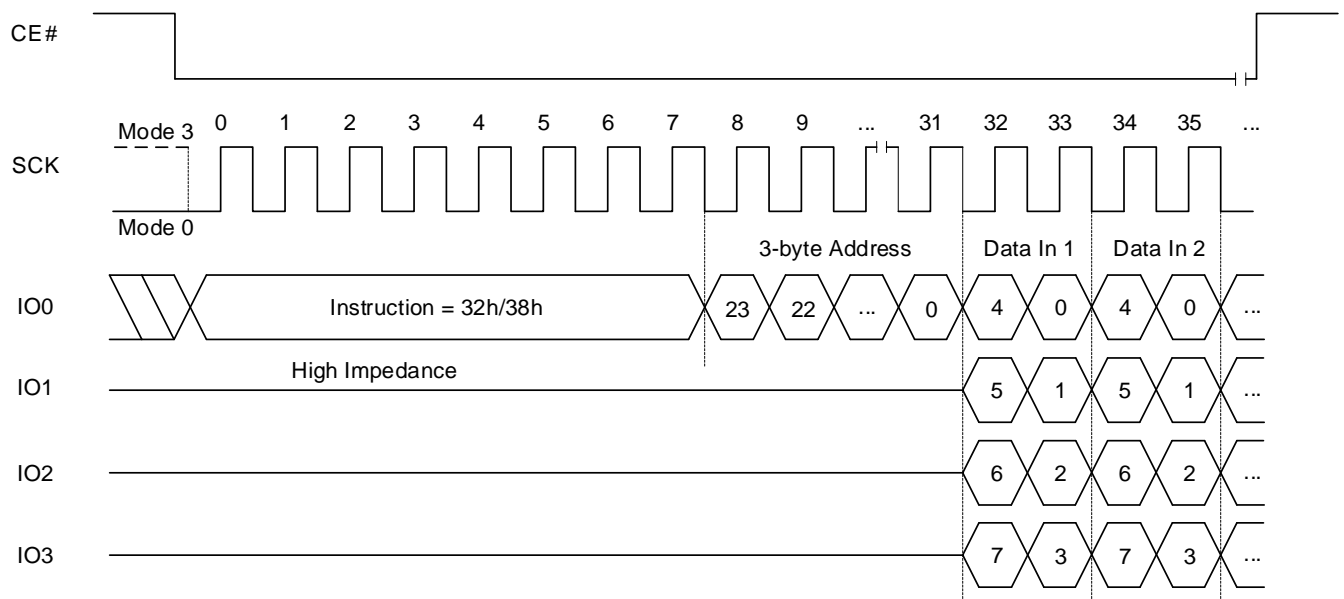 CE#
Mode 3 0 1 2 3 4 5 6 7 8 9 ... 31 32 33 34 35 ...
SCK
Mode 0
3-byte Address Data In 1 Data In 2
IO0 Instruction = 32h/38h 23 22 ... 0 4 0 4 0 ...
High Impedance
IO1 5 1 5 1 ...
IO2 6 2 6 2 ...
IO3 7 3 7 3 ...